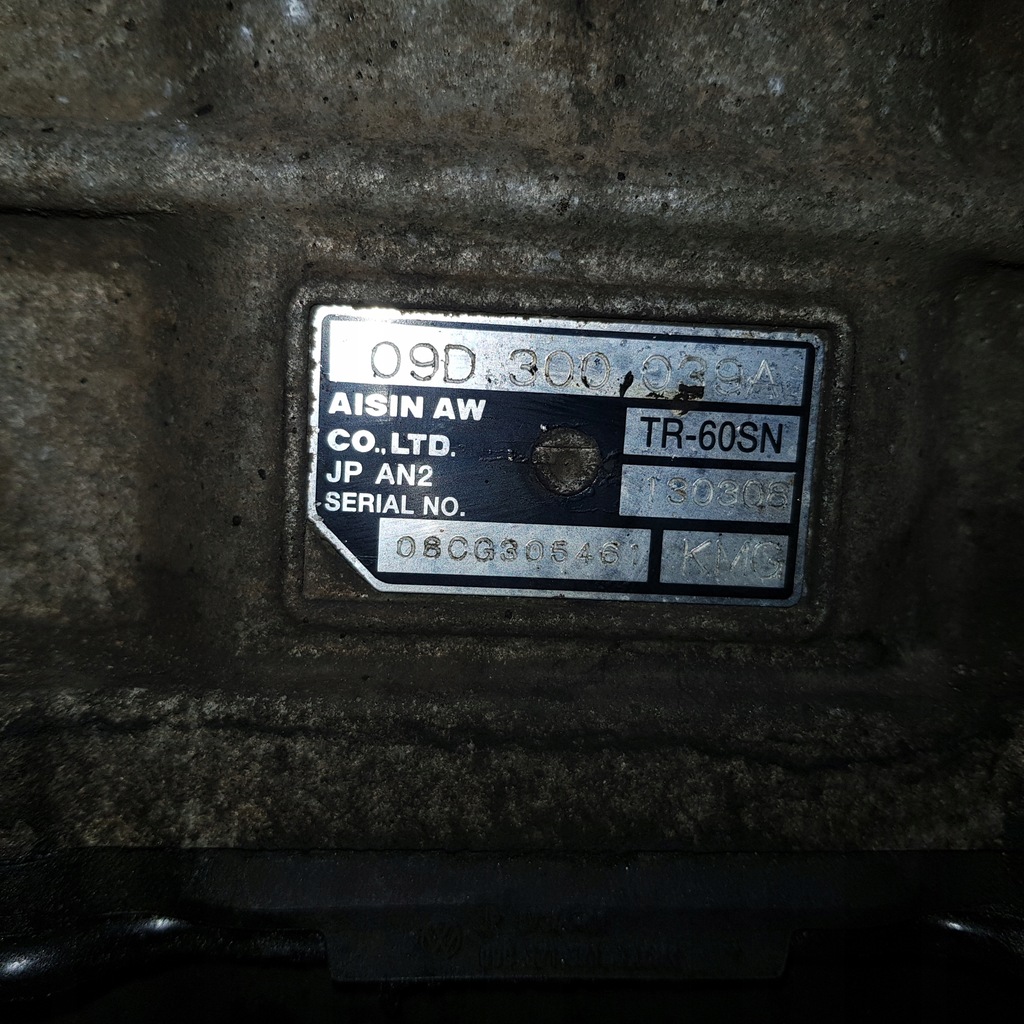 09D 300 039A
AISIN AW
CO.,LTD.
TR-60SN
JP AN2
130308
SERIAL NO.
08CG305461
KMG